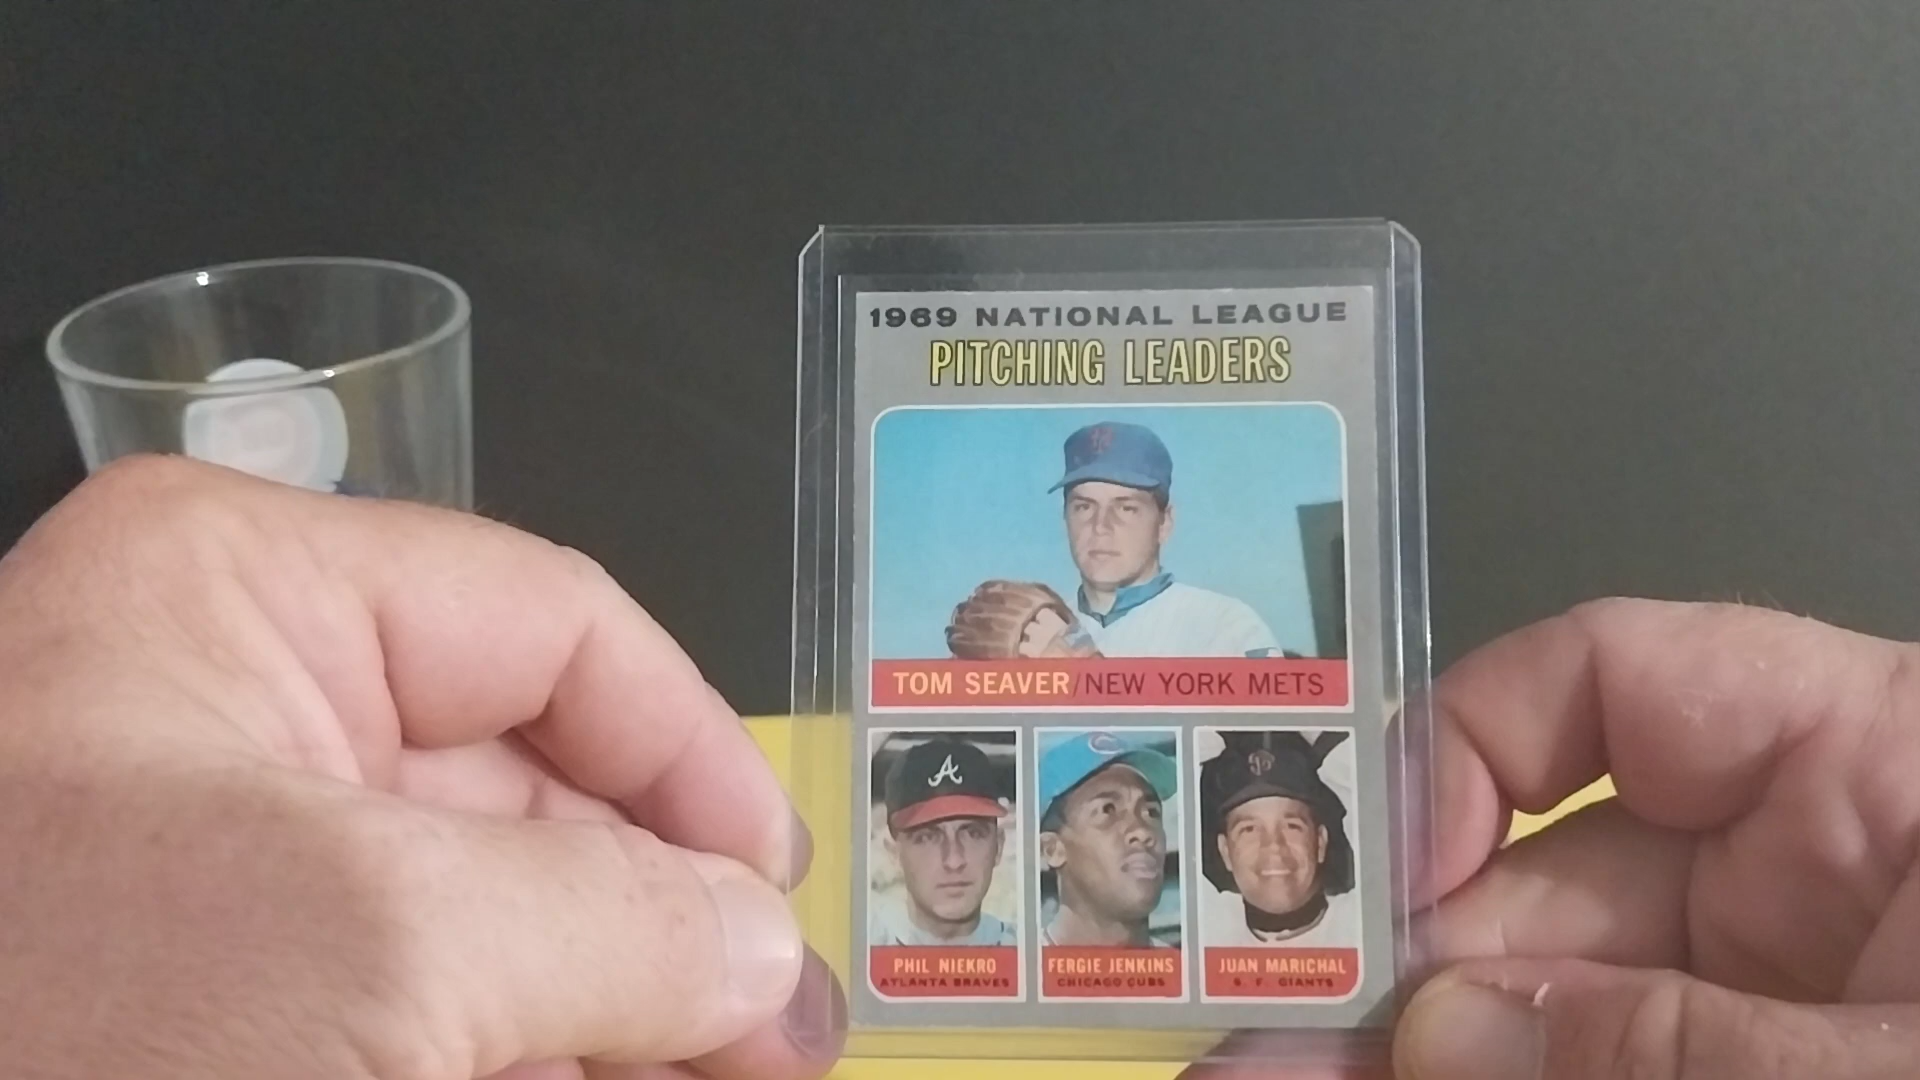 1969 NATIONAL LEAGUE
PITCHING LEADERS
TOM SEAVER/NEW YORK METS
PHIL NIEKRO
ATLANTA BRAVES
FERGIE JENKINS
CHICAGO CUBS
JUAN MARICHAL
S. F. GIANTS